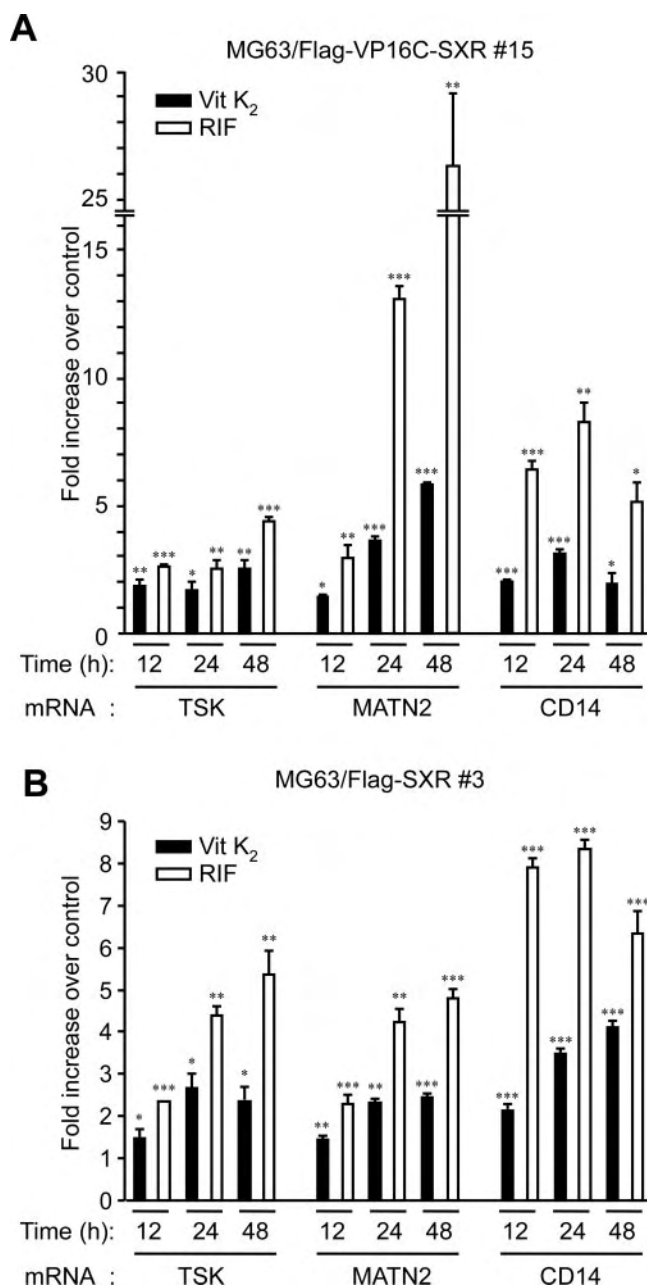 A
MG63/Flag-VP16C-SXR #15
Vit K₂
RIF
Fold increase over control
30
25
15
10
5
0
** *** * ** ** ***
* ** *** *** *** **
*** *** *** ** * *
Time (h): 12 24 48 12 24 48 12 24 48
mRNA : TSK MATN2 CD14
B
MG63/Flag-SXR #3
Vit K₂
RIF
Fold increase over control
9
8
7
6
5
4
3
2
1
0
* *** * ** * **
** *** ** ** *** ***
*** *** *** *** *** ***
Time (h): 12 24 48 12 24 48 12 24 48
mRNA : TSK MATN2 CD14